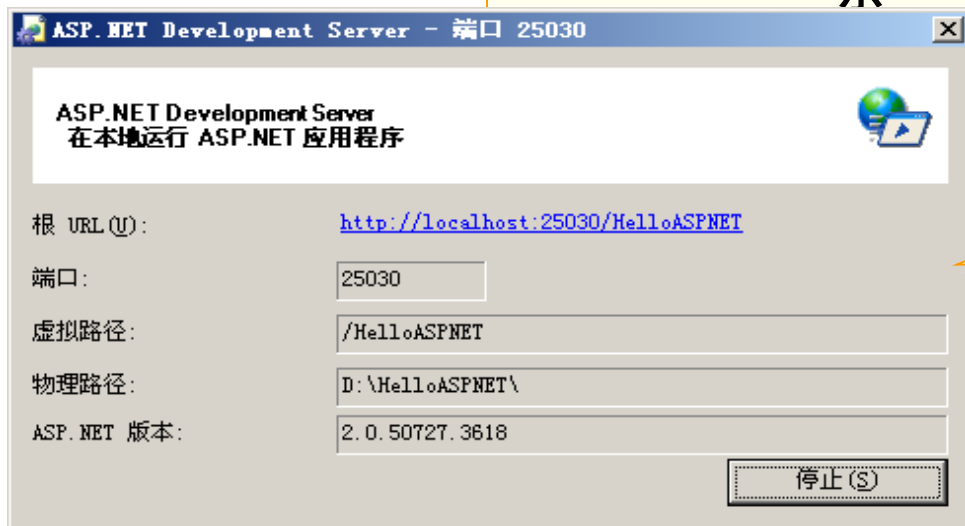 ASP.NET Development Server - 端口 25030
ASP.NET Development Server
在本地运行 ASP.NET 应用程序
根 URL(U):
http://localhost:25030/HelloASPNET
端口:
25030
虚拟路径:
/HelloASPNET
物理路径:
D:\HelloASPNET\
ASP.NET 版本:
2.0.50727.3618
停止(S)